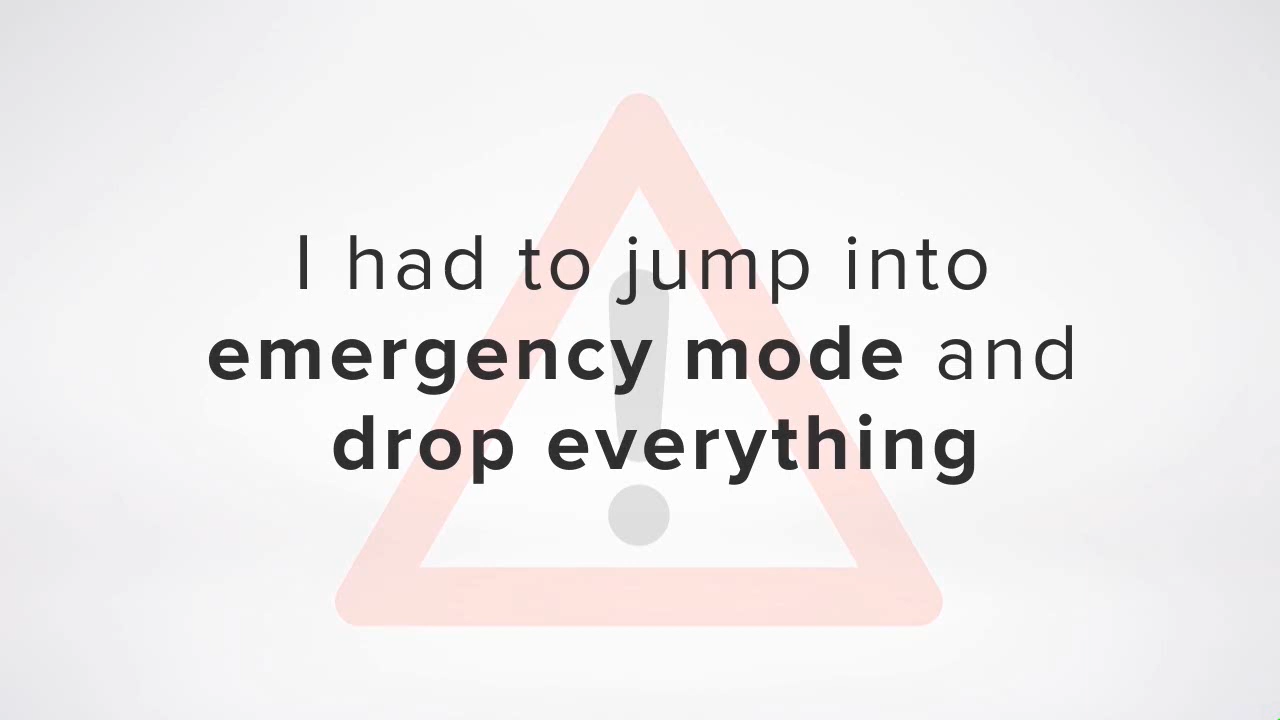 I had to jump into
emergency mode and
drop everything